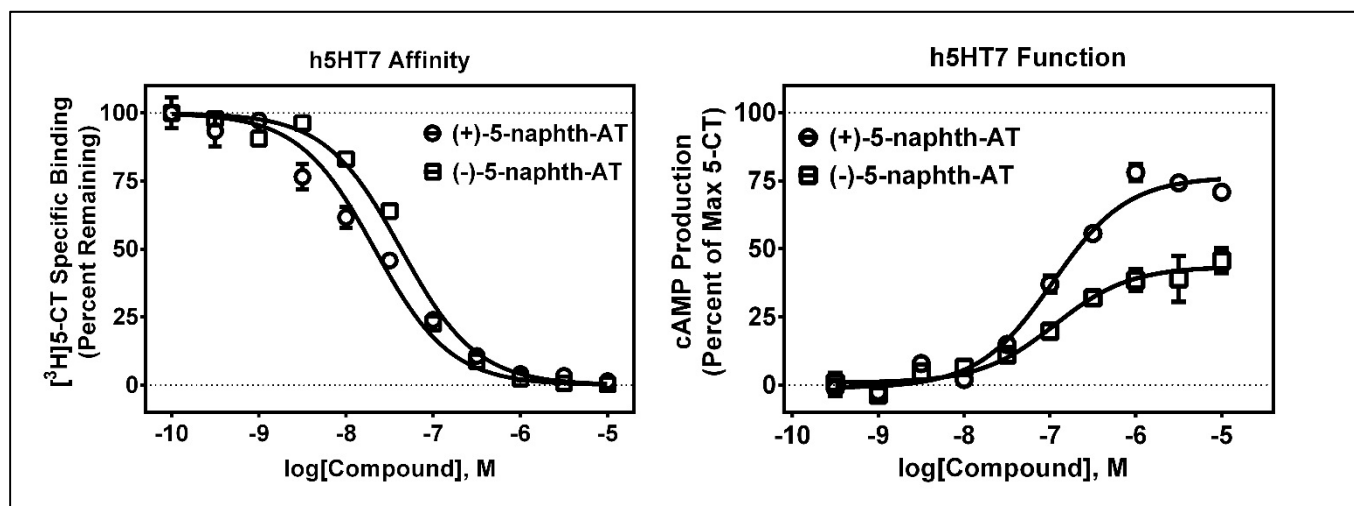 h5HT7 Affinity
[³H]5-CT Specific Binding
(Percent Remaining)
100
75
50
25
0
(+)-5-naphth-AT
(-)-5-naphth-AT
-10 -9 -8 -7 -6 -5
log[Compound], M
h5HT7 Function
cAMP Production
(Percent of Max 5-CT)
100
75
50
25
0
(+)-5-naphth-AT
(-)-5-naphth-AT
-10 -9 -8 -7 -6 -5
log[Compound], M